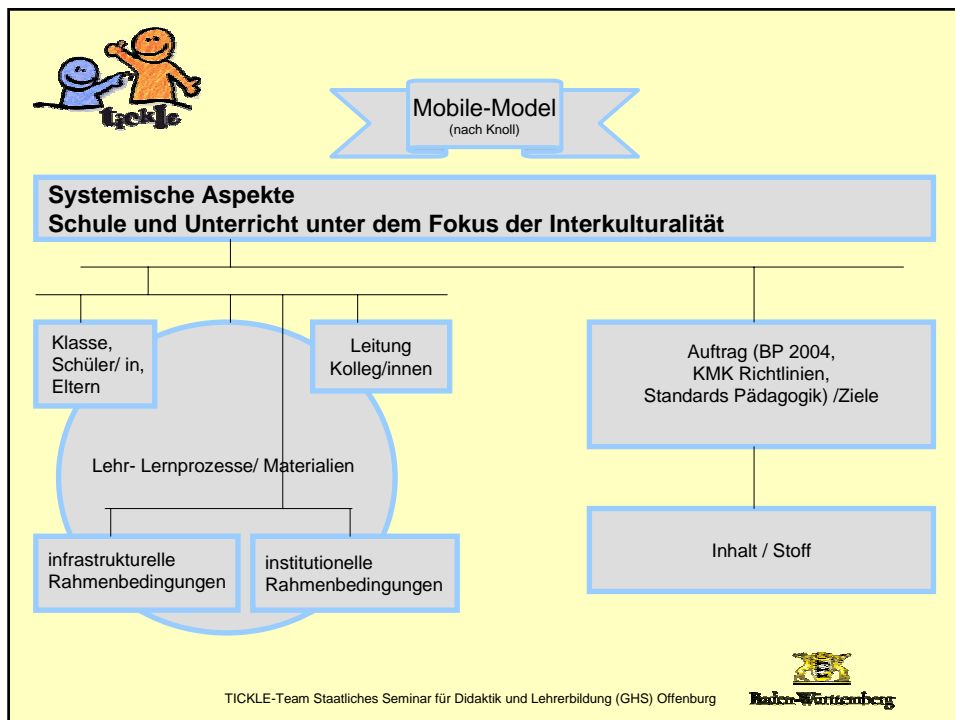 tickle
Mobile-Model
(nach Knoll)
Systemische Aspekte
Schule und Unterricht unter dem Fokus der Interkulturalität
Klasse,
Schüler/ in,
Eltern
Leitung
Kolleg/innen
Auftrag (BP 2004,
KMK Richtlinien,
Standards Pädagogik) /Ziele
Lehr- Lernprozesse/ Materialien
infrastrukturelle
Rahmenbedingungen
institutionelle
Rahmenbedingungen
Inhalt / Stoff
TICKLE-Team Staatliches Seminar für Didaktik und Lehrerbildung (GHS) Offenburg
Baden-Württemberg